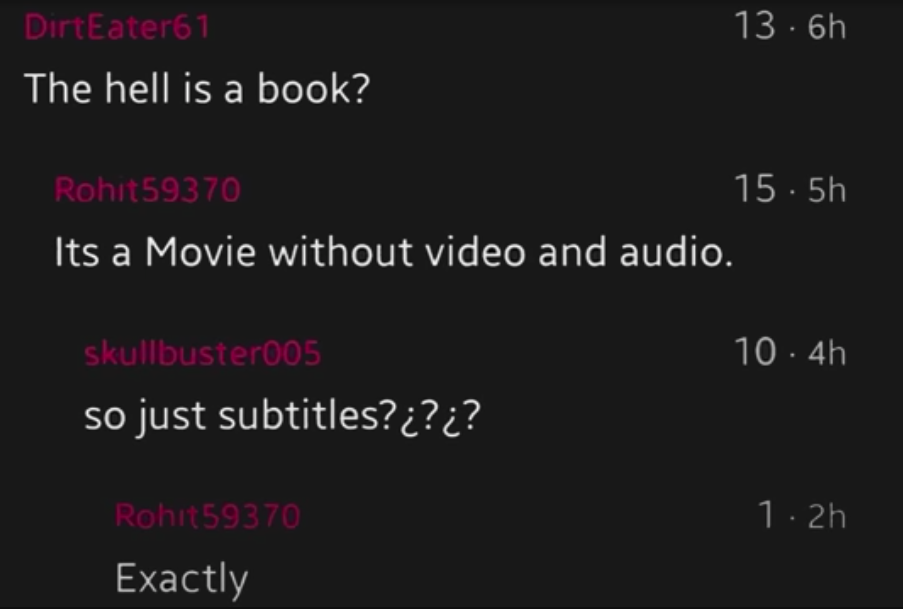 DirtEater61 13 · 6h
The hell is a book?
Rohit59370 15 · 5h
Its a Movie without video and audio.
skullbuster005 10 · 4h
so just subtitles?¿?¿?
Rohit59370 1 · 2h
Exactly